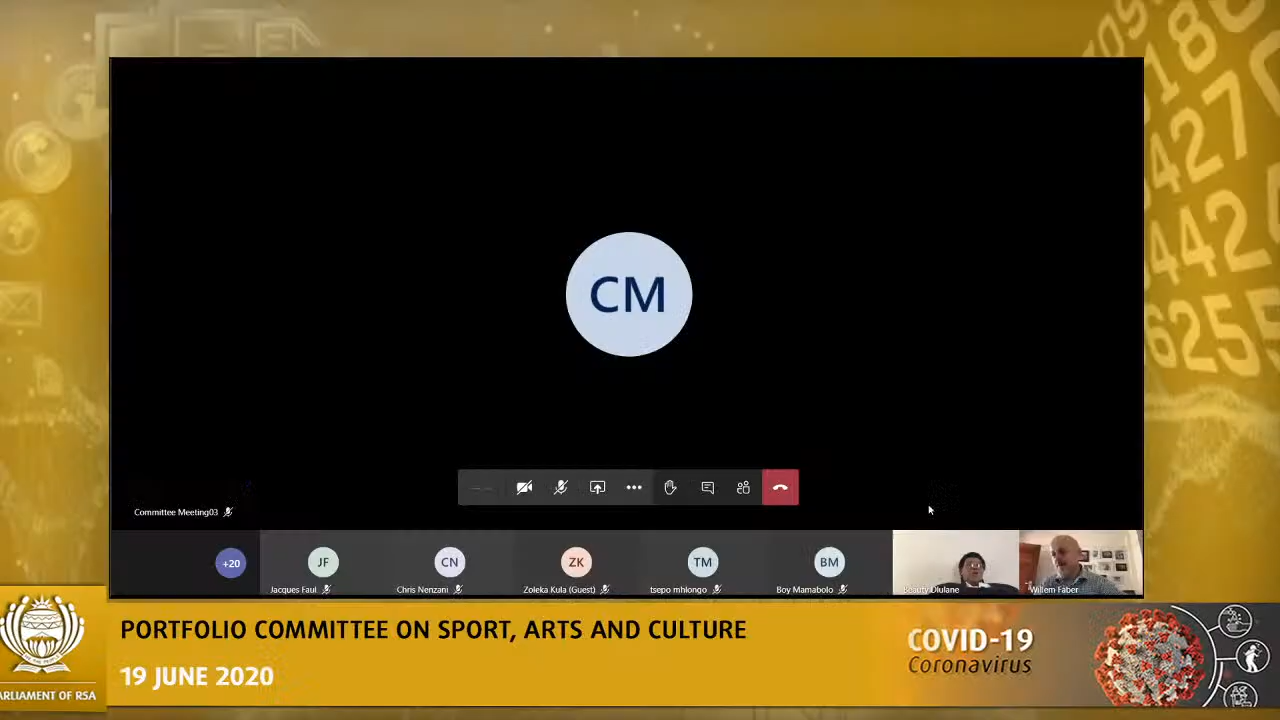 CM
Committee Meeting03
+20
JF
Jacques Faul
CN
Chris Nenzani
ZK
Zoleka Kula (Guest)
TM
tsepo mhlongo
BM
Boy Mamabolo
Beauty Dlulane
Willem Faber
PORTFOLIO COMMITTEE ON SPORT, ARTS AND CULTURE
19 JUNE 2020
COVID-19
Coronavirus
ARLIAMENT OF RSA